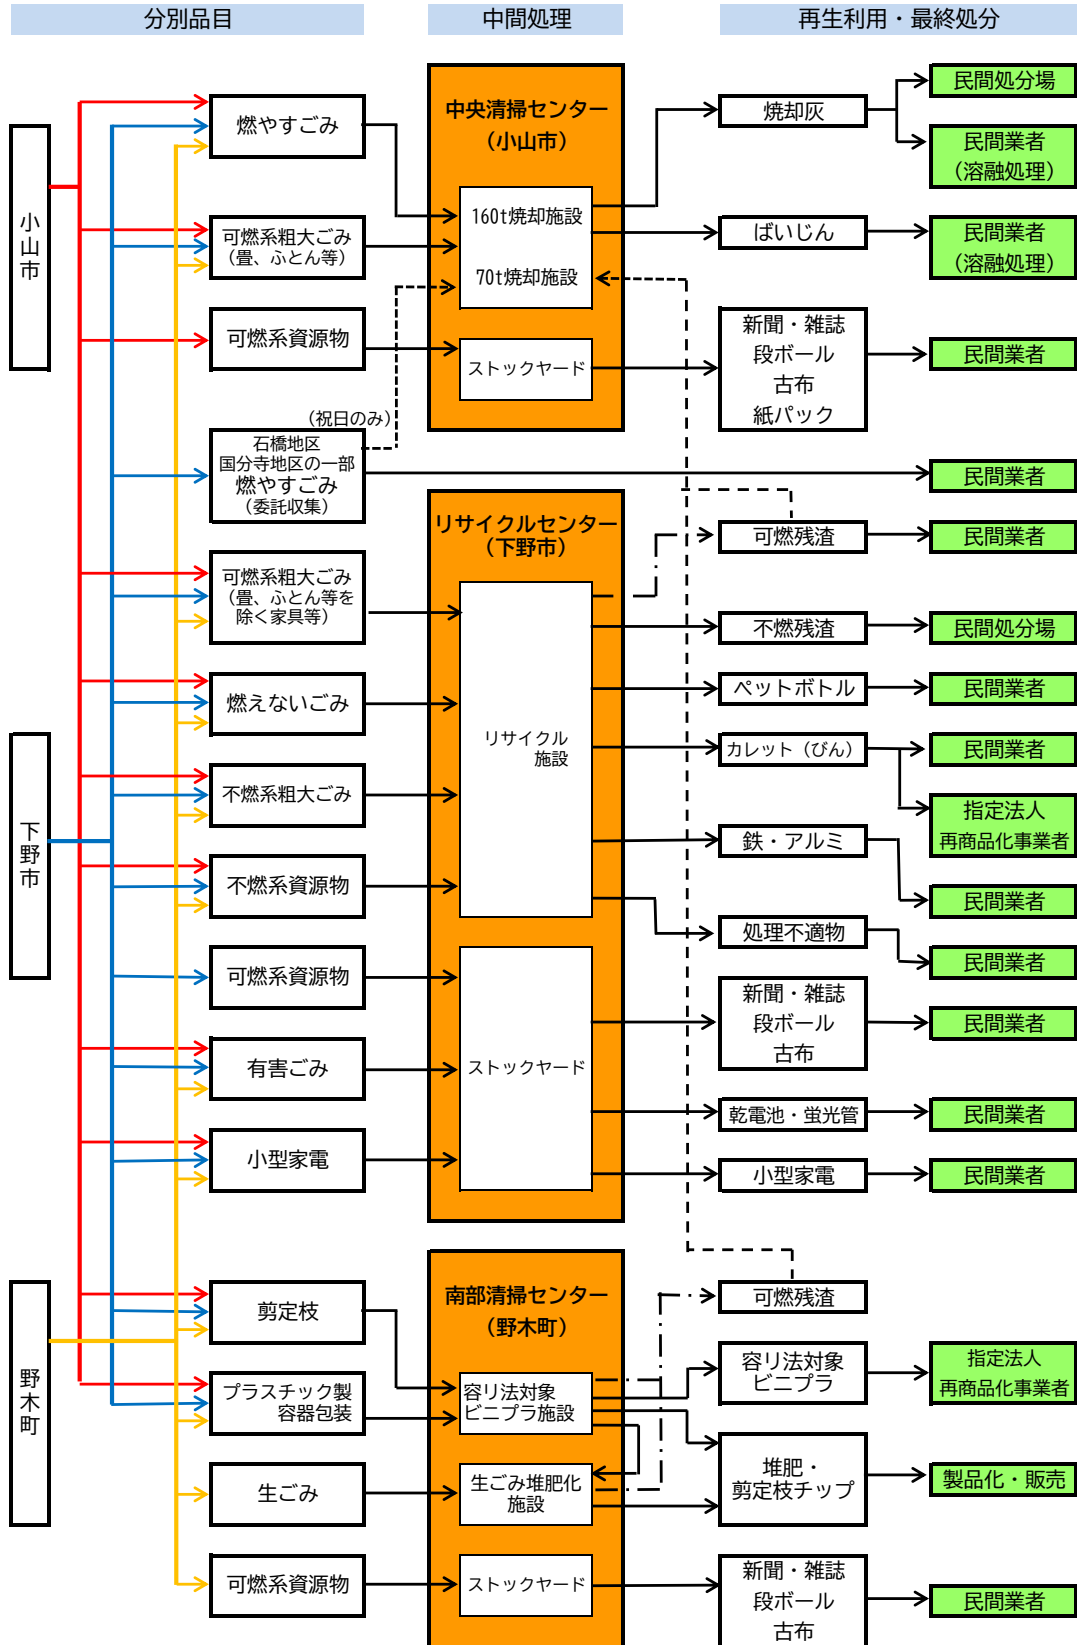 分別品目
中間処理
再生利用・最終処分
小山市
下野市
野木町
燃やすごみ
可燃系粗大ごみ
(畳、ふとん等)
可燃系資源物
(祝日のみ)
石橋地区
国分寺地区の一部
燃やすごみ
(委託収集)
可燃系粗大ごみ
(畳、ふとん等を
除く家具等)
燃えないごみ
不燃系粗大ごみ
不燃系資源物
可燃系資源物
有害ごみ
小型家電
剪定枝
プラスチック製
容器包装
生ごみ
可燃系資源物
中央清掃センター
(小山市)
160t焼却施設
70t焼却施設
ストックヤード
リサイクルセンター
(下野市)
リサイクル
施設
ストックヤード
南部清掃センター
(野木町)
容リ法対象
ビニプラ施設
生ごみ堆肥化
施設
ストックヤード
焼却灰
ばいじん
新聞・雑誌
段ボール
古布
紙パック
可燃残渣
不燃残渣
ペットボトル
カレット(びん)
鉄・アルミ
処理不適物
新聞・雑誌
段ボール
古布
乾電池・蛍光管
小型家電
可燃残渣
容リ法対象
ビニプラ
堆肥・
剪定枝チップ
新聞・雑誌
段ボール
古布
民間処分場
民間業者
(溶融処理)
民間業者
(溶融処理)
民間業者
民間業者
民間業者
民間処分場
民間業者
民間業者
指定法人
再商品化事業者
民間業者
民間業者
民間業者
民間業者
民間業者
指定法人
再商品化事業者
製品化・販売
民間業者